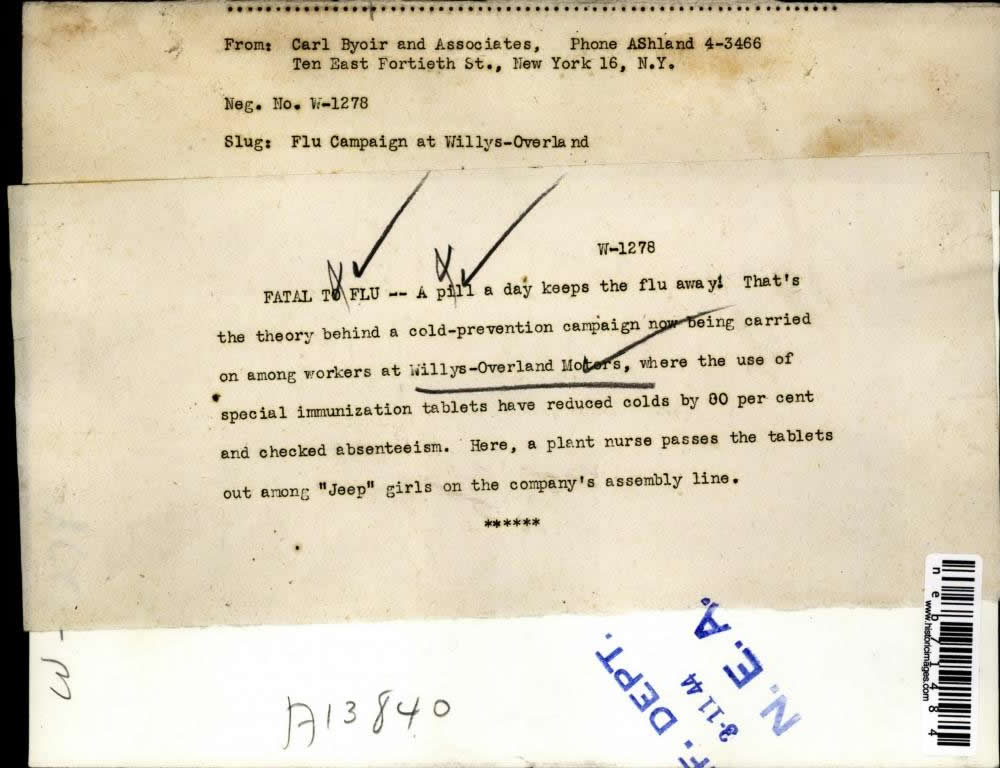 From: Carl Byoir and Associates, Phone AShland 4-3466
Ten East Fortieth St., New York 16, N.Y.
Neg. No. W-1278
Slug: Flu Campaign at Willys-Overland
W-1278
FATAL TO FLU -- A pill a day keeps the flu away! That's
the theory behind a cold-prevention campaign now being carried
on among workers at Willys-Overland Motors, where the use of
special immunization tablets have reduced colds by 80 per cent
and checked absenteeism. Here, a plant nurse passes the tablets
out among "Jeep" girls on the company's assembly line.
******
W-
A13840
F. DEPT.
3-11 44
N.E.A.
neb71484
www.historicimages.com